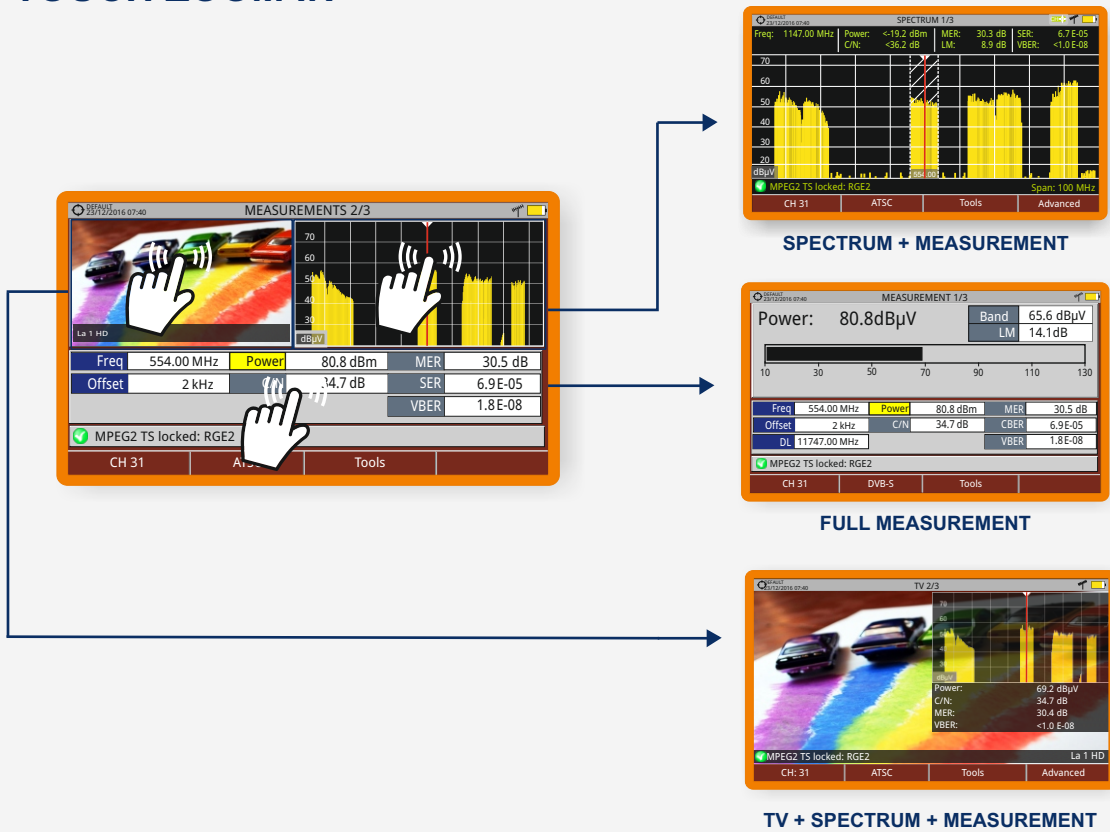 DEFAULT
23/12/2016 07:40
SPECTRUM 1/3
Freq: 1147.00 MHz Power: <-19.2 dBm MER: 30.3 dB SER: 6.7 E-05
C/N: <36.2 dB LM: 8.9 dB VBER: <1.0 E-08
70
60
50
40
30
20
dBµV
554.00
MPEG2 TS locked: RGE2 Span: 100 MHz
CH 31 ATSC Tools Advanced
SPECTRUM + MEASUREMENT
DEFAULT
23/12/2016 07:40
MEASUREMENTS 2/3
70
60
50
40
30
dBµV
La 1 HD
Freq 554.00 MHz Power 80.8 dBm MER 30.5 dB
Offset 2 kHz C/N 34.7 dB SER 6.9E-05
VBER 1.8E-08
MPEG2 TS locked: RGE2
CH 31 Tools
DEFAULT
23/12/2016 07:40
MEASUREMENT 1/3
Power: 80.8dBµV Band 65.6 dBµV
LM 14.1dB
10 30 50 70 90 110 130
Freq 554.00 MHz Power 80.8 dBm MER 30.5 dB
Offset 2 kHz C/N 34.7 dB CBER 6.9E-05
DL 11747.00 MHz VBER 1.8E-08
MPEG2 TS locked: RGE2
CH 31 DVB-S Tools
FULL MEASUREMENT
DEFAULT
23/12/2016 07:40
TV 2/3
70
60
dBµV
Power: 69.2 dBµV
C/N: 34.7 dB
MER: 30.4 dB
VBER: <1.0 E-08
MPEG2 TS locked: RGE2 La 1 HD
CH: 31 ATSC Tools Advanced
TV + SPECTRUM + MEASUREMENT